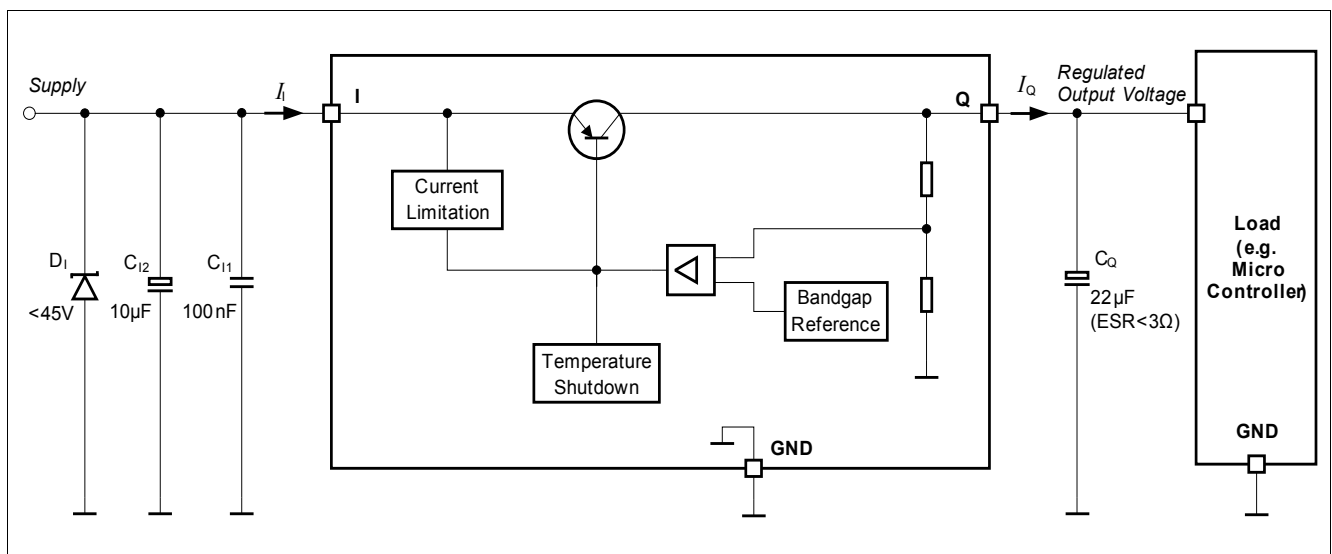 Supply
I_I
I
Q
I_Q
Regulated
Output Voltage
Current
Limitation
D_I
<45V
C_I2
10µF
C_I1
100nF
Bandgap
Reference
Temperature
Shutdown
C_Q
22µF
(ESR<3Ω)
Load
(e.g.
Micro
Controller)
GND
GND